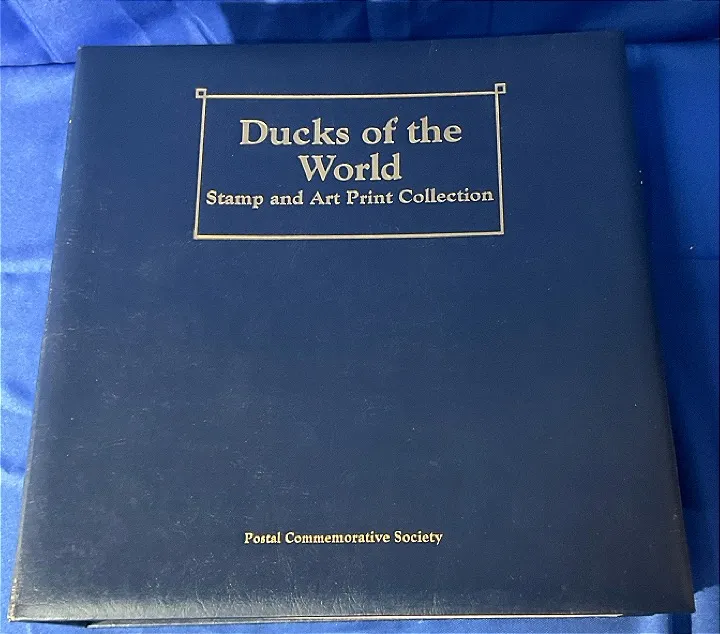 Ducks of the
World
Stamp and Art Print Collection
Postal Commemorative Society